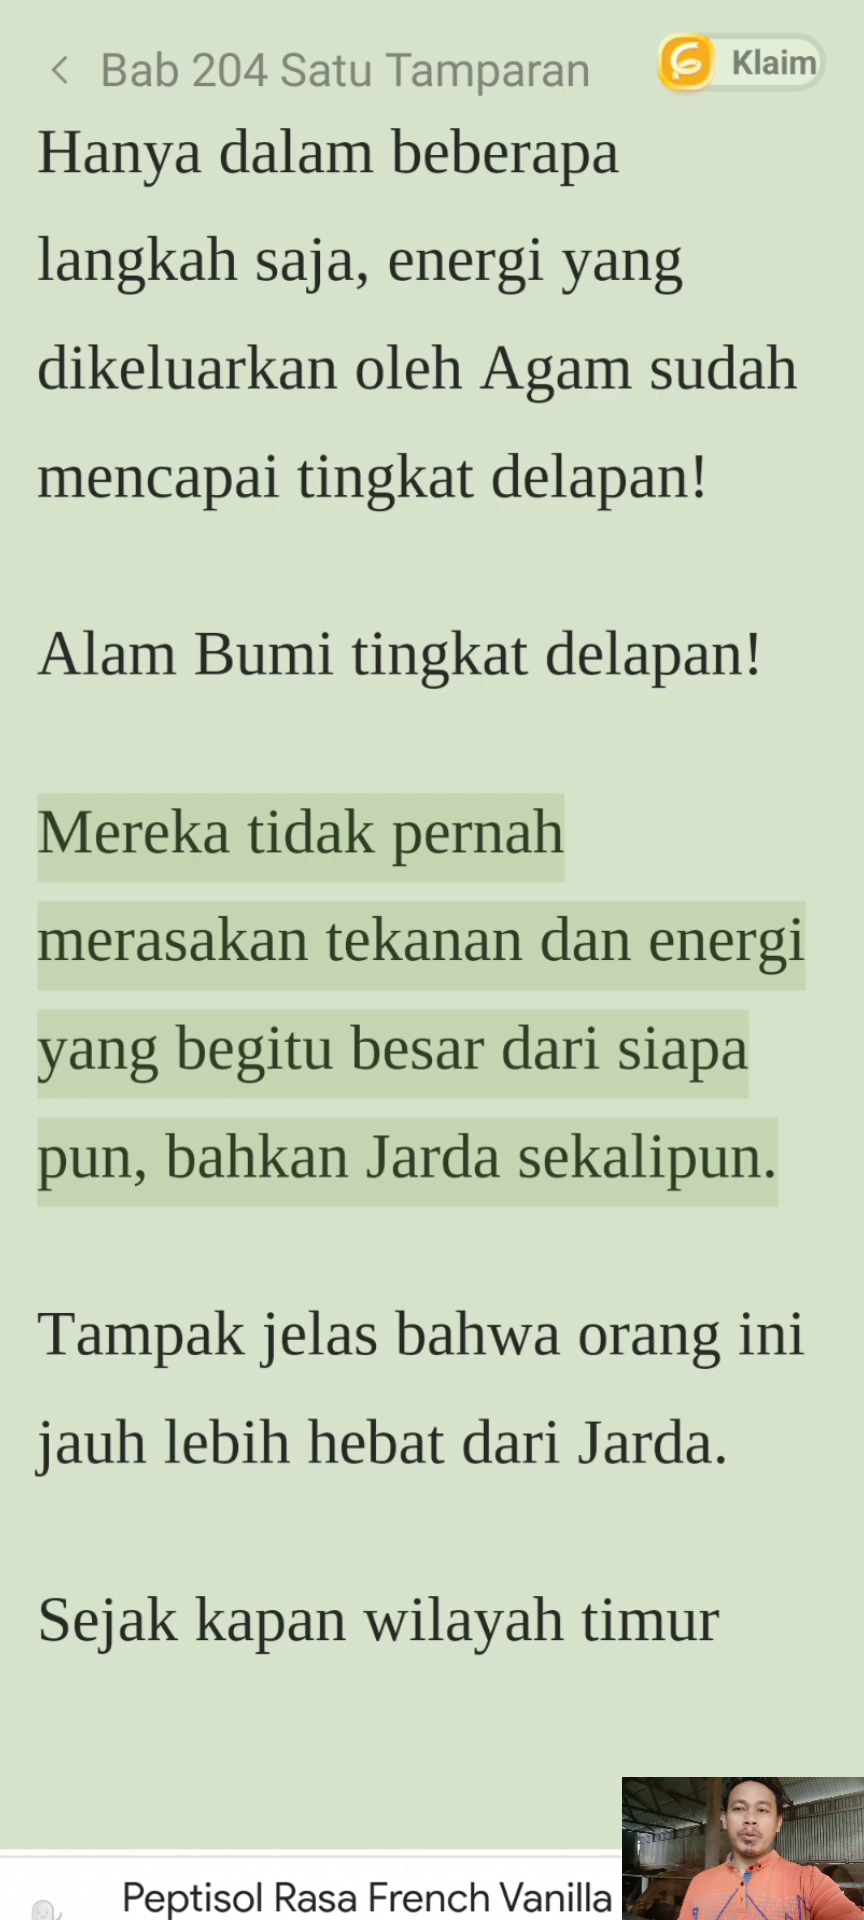 Bab 204 Satu Tamparan
Klaim
Hanya dalam beberapa
langkah saja, energi yang
dikeluarkan oleh Agam sudah
mencapai tingkat delapan!
Alam Bumi tingkat delapan!
Mereka tidak pernah
merasakan tekanan dan energi
yang begitu besar dari siapa
pun, bahkan Jarda sekalipun.
Tampak jelas bahwa orang ini
jauh lebih hebat dari Jarda.
Sejak kapan wilayah timur
Peptisol Rasa French Vanilla